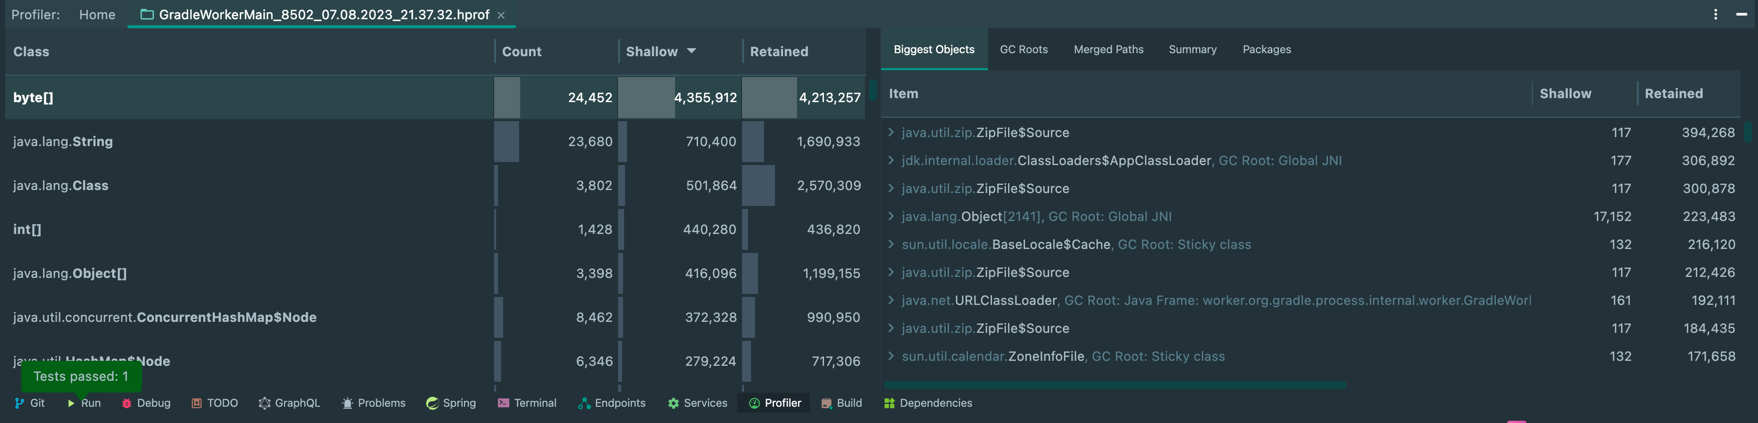 Profiler: Home GradleWorkerMain_8502_07.08.2023_21.37.32.hprof ×
Class Count Shallow Retained
byte[] 24,452 4,355,912 4,213,257
java.lang.String 23,680 710,400 1,690,933
java.lang.Class 3,802 501,864 2,570,309
int[] 1,428 440,280 436,820
java.lang.Object[] 3,398 416,096 1,199,155
java.util.concurrent.ConcurrentHashMap$Node 8,462 372,328 990,950
java.util.HashMap$Node 6,346 279,224 717,306
Tests passed: 1
Biggest Objects GC Roots Merged Paths Summary Packages
Item Shallow Retained
java.util.zip.ZipFile$Source 117 394,268
jdk.internal.loader.ClassLoaders$AppClassLoader, GC Root: Global JNI 177 306,892
java.util.zip.ZipFile$Source 117 300,878
java.lang.Object[2141], GC Root: Global JNI 17,152 223,483
sun.util.locale.BaseLocale$Cache, GC Root: Sticky class 132 216,120
java.util.zip.ZipFile$Source 117 212,426
java.net.URLClassLoader, GC Root: Java Frame: worker.org.gradle.process.internal.worker.GradleWorl 161 192,111
java.util.zip.ZipFile$Source 117 184,435
sun.util.calendar.ZoneInfoFile, GC Root: Sticky class 132 171,658
Git Run Debug TODO GraphQL Problems Spring Terminal Endpoints Services Profiler Build Dependencies